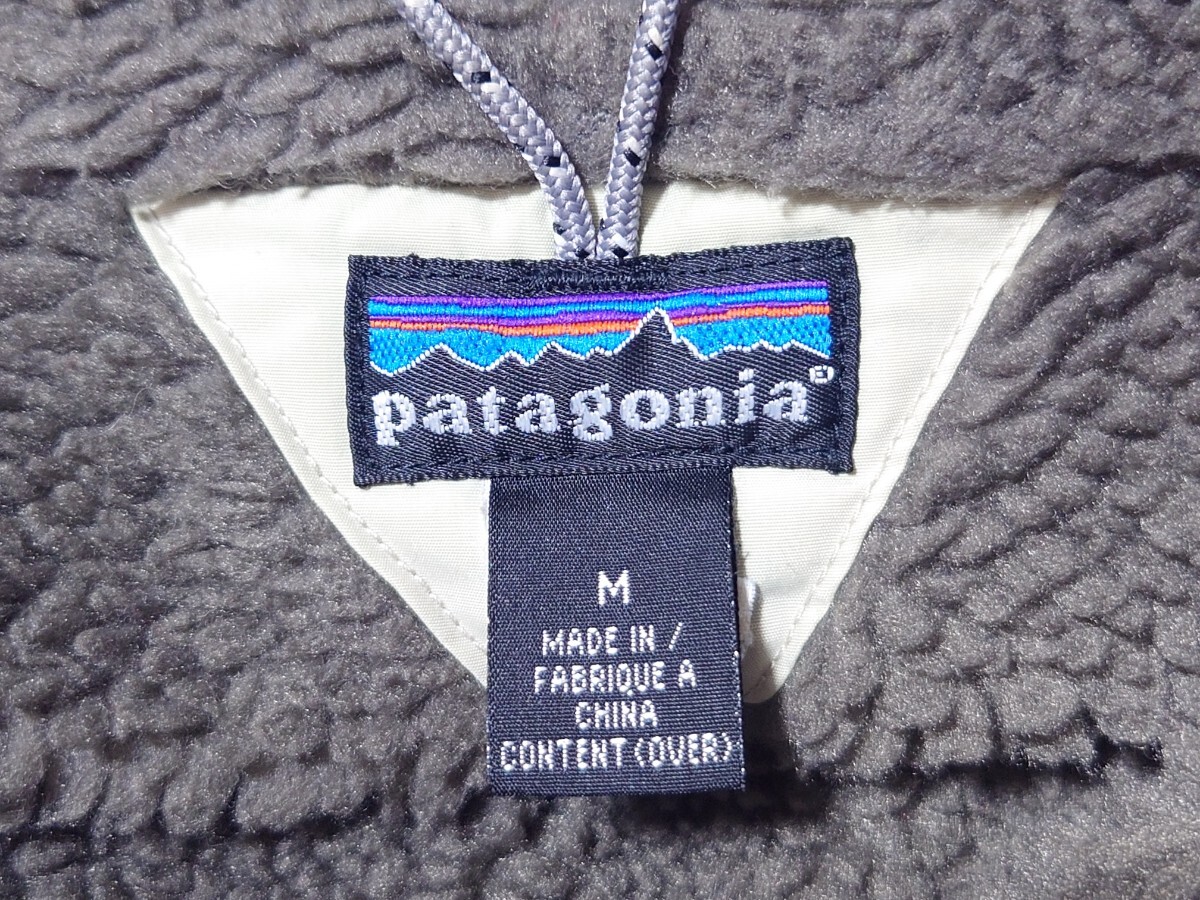 patagonia®
M
MADE IN /
FABRIQUE A
CHINA
CONTENT (OVER)